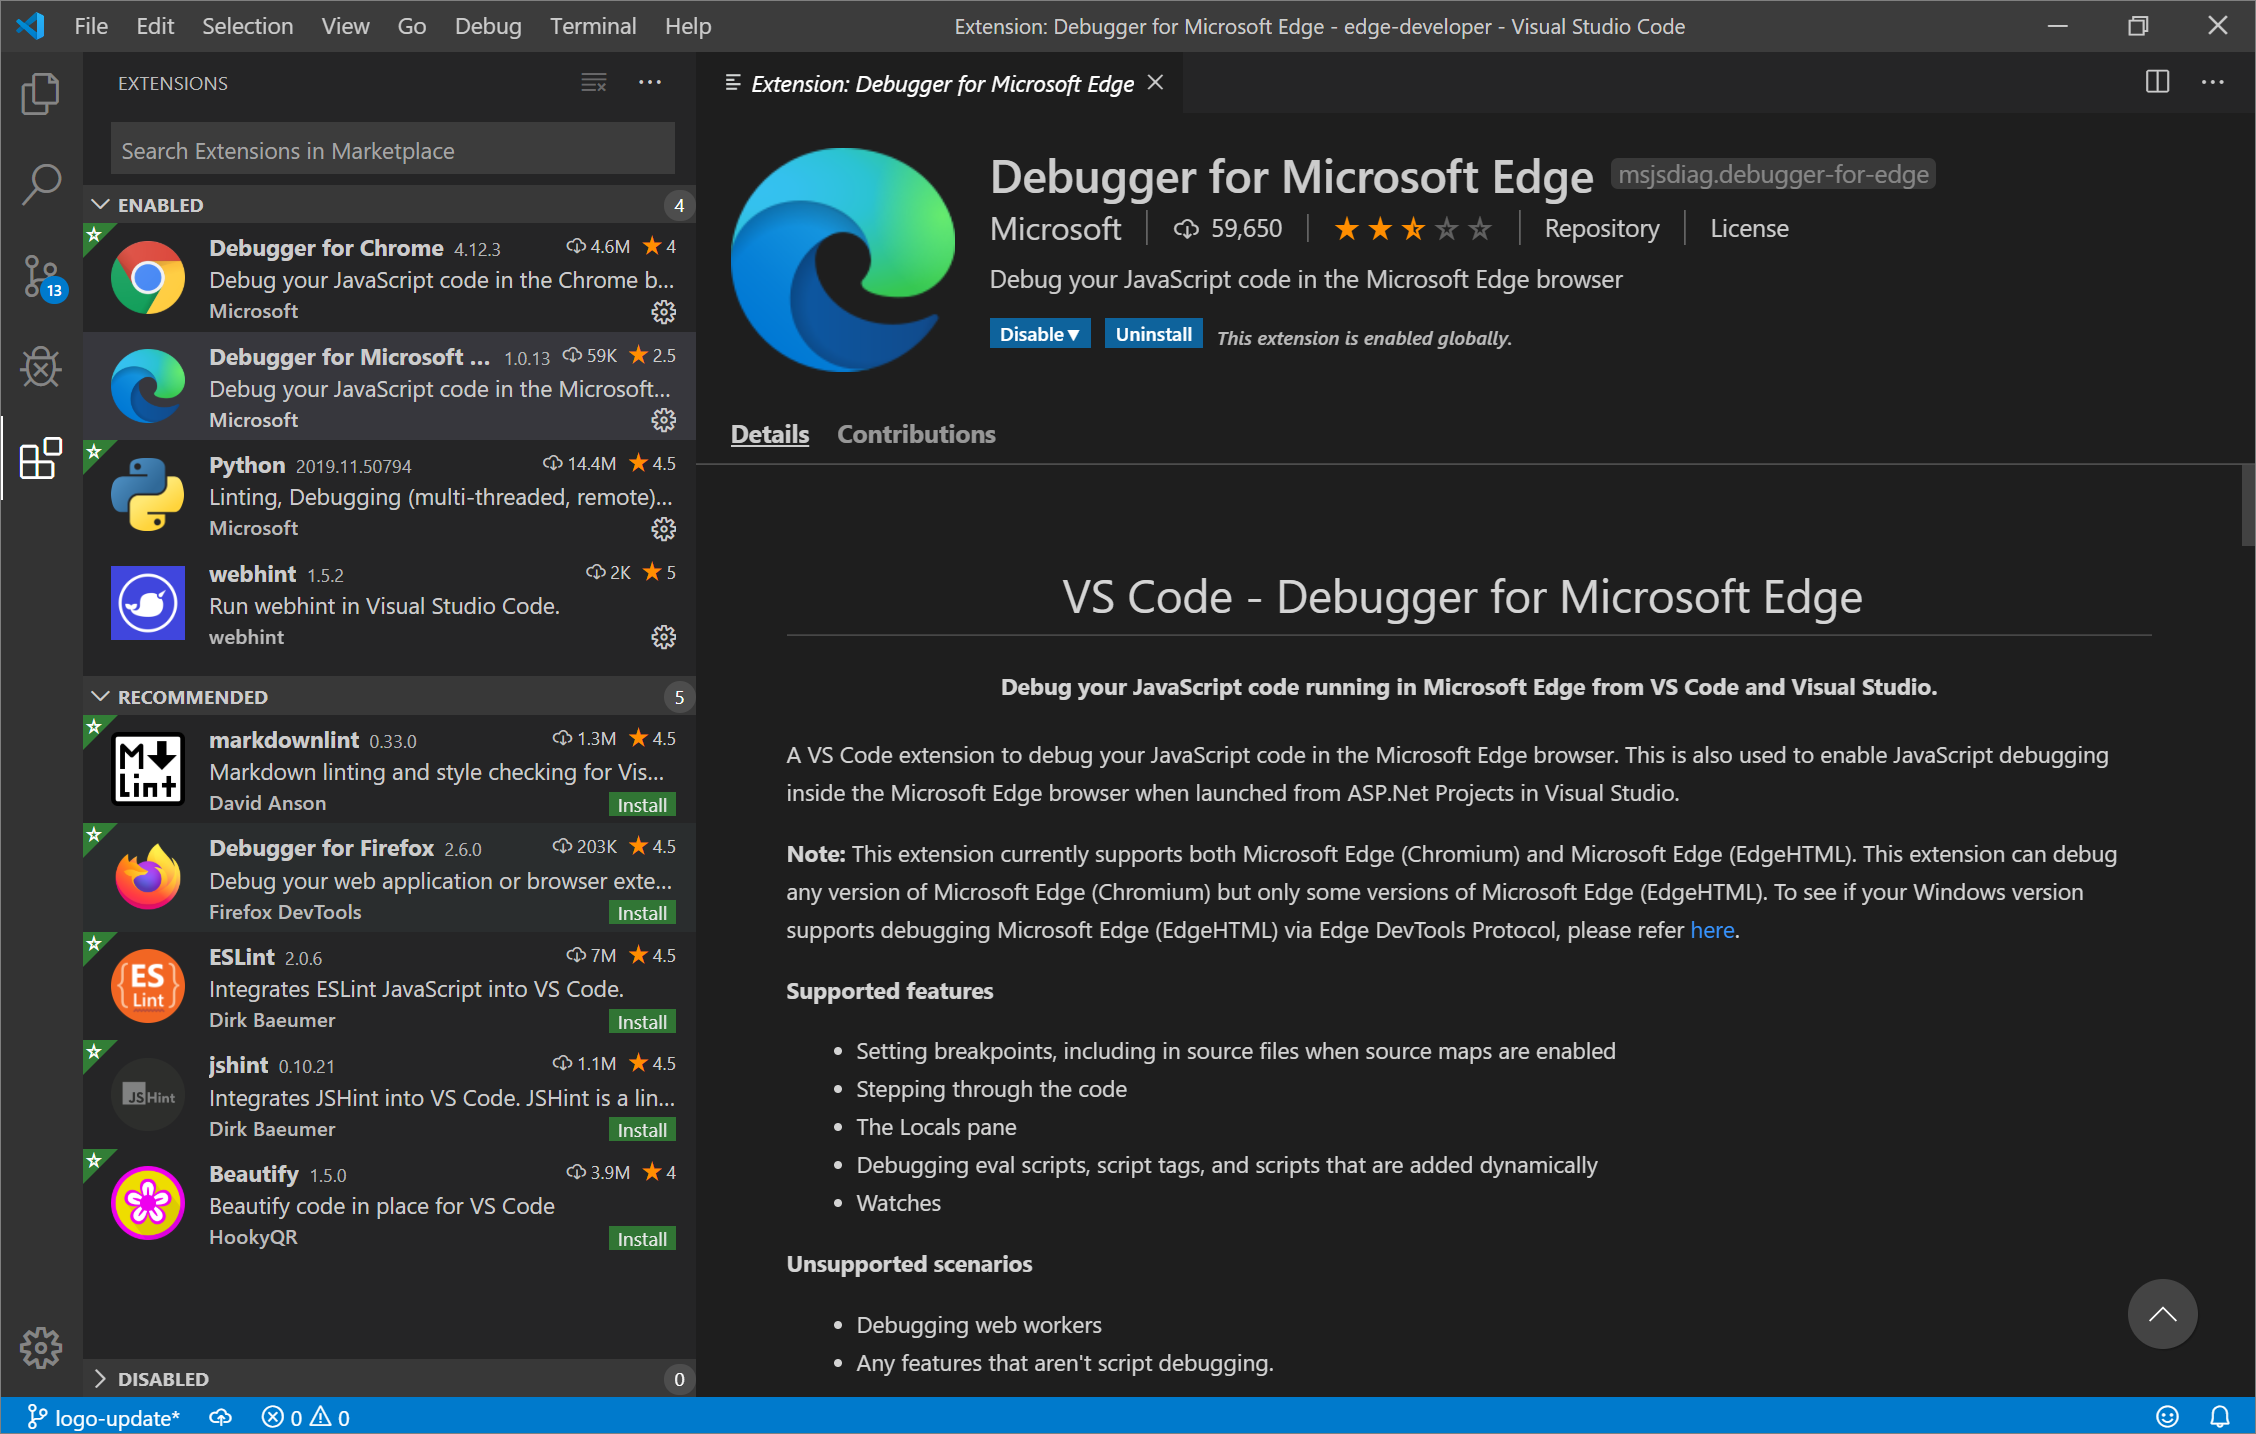 File Edit Selection View Go Debug Terminal Help
Extension: Debugger for Microsoft Edge - edge-developer - Visual Studio Code
EXTENSIONS
Search Extensions in Marketplace
ENABLED 4
Debugger for Chrome 4.12.3 4.6M 4
Debug your JavaScript code in the Chrome b...
Microsoft
Debugger for Microsoft ... 1.0.13 59K 2.5
Debug your JavaScript code in the Microsoft...
Microsoft
Python 2019.11.50794 14.4M 4.5
Linting, Debugging (multi-threaded, remote)...
Microsoft
webhint 1.5.2 2K 5
Run webhint in Visual Studio Code.
webhint
RECOMMENDED 5
M
Lint
markdownlint 0.33.0 1.3M 4.5
Markdown linting and style checking for Vis...
David Anson Install
Debugger for Firefox 2.6.0 203K 4.5
Debug your web application or browser exte...
Firefox DevTools Install
ES
Lint
ESLint 2.0.6 7M 4.5
Integrates ESLint JavaScript into VS Code.
Dirk Baeumer Install
JSHint
jshint 0.10.21 1.1M 4.5
Integrates JSHint into VS Code. JSHint is a lin...
Dirk Baeumer Install
Beautify 1.5.0 3.9M 4
Beautify code in place for VS Code
HookyQR Install
DISABLED 0
13
Extension: Debugger for Microsoft Edge
Debugger for Microsoft Edge msjsdiag.debugger-for-edge
Microsoft 59,650 Repository License
Debug your JavaScript code in the Microsoft Edge browser
Disable Uninstall This extension is enabled globally.
Details Contributions
VS Code - Debugger for Microsoft Edge
Debug your JavaScript code running in Microsoft Edge from VS Code and Visual Studio.
A VS Code extension to debug your JavaScript code in the Microsoft Edge browser. This is also used to enable JavaScript debugging
inside the Microsoft Edge browser when launched from ASP.Net Projects in Visual Studio.
Note: This extension currently supports both Microsoft Edge (Chromium) and Microsoft Edge (EdgeHTML). This extension can debug
any version of Microsoft Edge (Chromium) but only some versions of Microsoft Edge (EdgeHTML). To see if your Windows version
supports debugging Microsoft Edge (EdgeHTML) via Edge DevTools Protocol, please refer here.
Supported features
• Setting breakpoints, including in source files when source maps are enabled
• Stepping through the code
• The Locals pane
• Debugging eval scripts, script tags, and scripts that are added dynamically
• Watches
Unsupported scenarios
• Debugging web workers
• Any features that aren't script debugging.
logo-update* 0 0